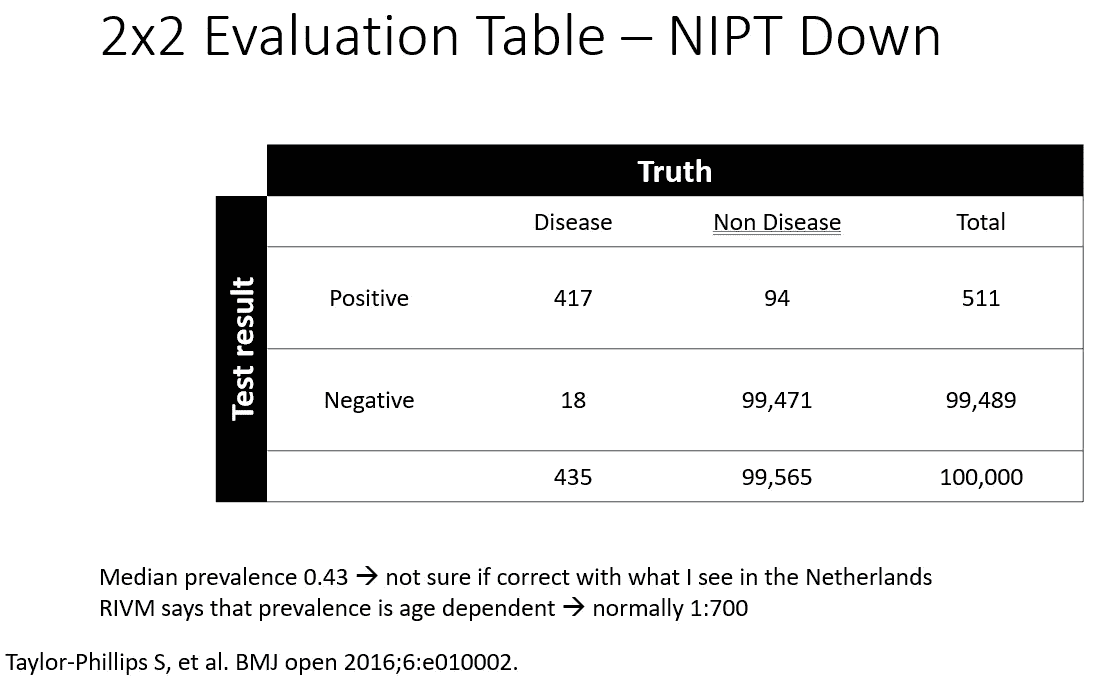 2x2 Evaluation Table – NIPT Down
Truth
Test result
Disease Non Disease Total
Positive 417 94 511
Negative 18 99,471 99,489
435 99,565 100,000
Median prevalence 0.43 → not sure if correct with what I see in the Netherlands
RIVM says that prevalence is age dependent → normally 1:700
Taylor-Phillips S, et al. BMJ open 2016;6:e010002.